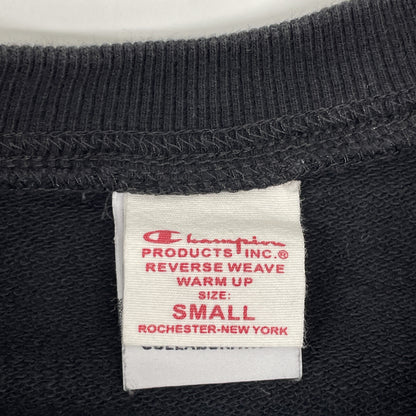 Champion
PRODUCTS INC.®
REVERSE WEAVE
WARM UP
SIZE:
SMALL
ROCHESTER-NEW YORK